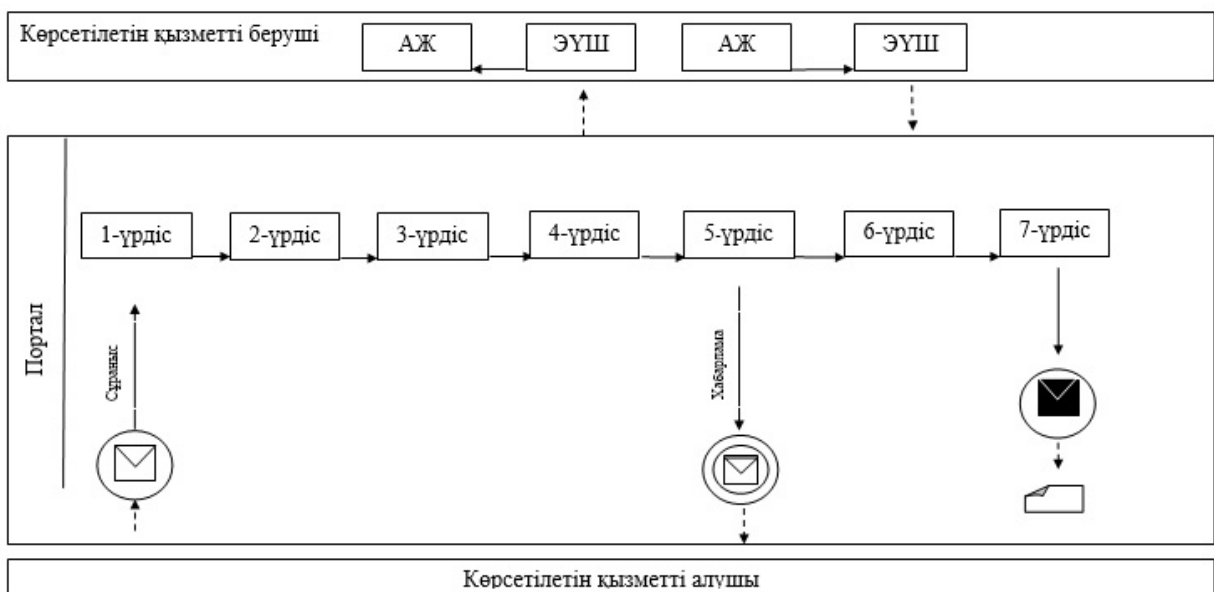 Көрсетілетін қызметті беруші
АЖ
ЭҮШ
АЖ
ЭҮШ
1-үрдіс
2-үрдіс
3-үрдіс
4-үрдіс
5-үрдіс
6-үрдіс
7-үрдіс
Портал
Сұраныс
Хабарлама
Көрсетілетін қызметті алушы